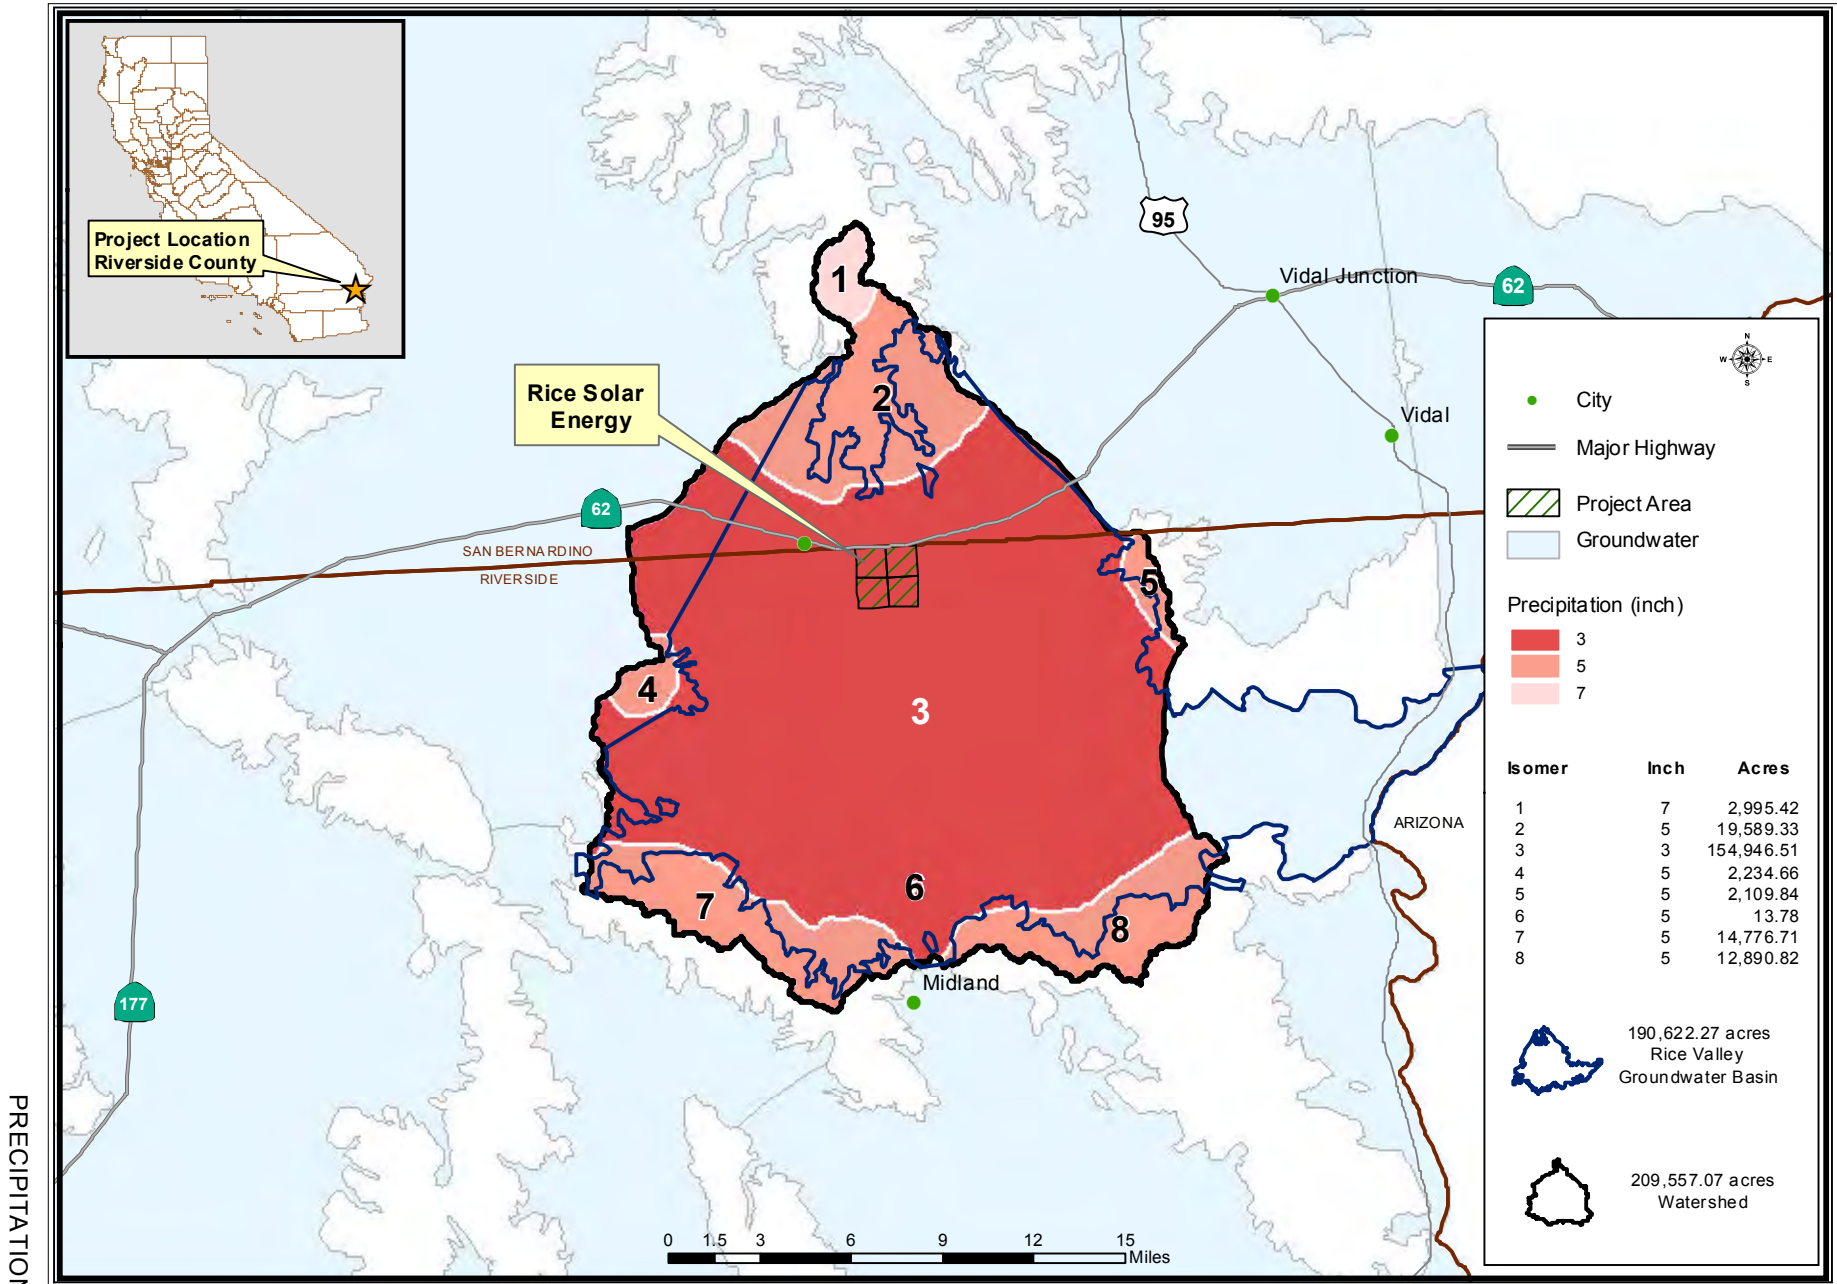 Project Location
Riverside County
1
95
Vidal Junction
62
2
Rice Solar
Energy
Vidal
62
SAN BERNARDINO
RIVERSIDE
5
4
3
6
7
8
Midland
177
ARIZONA
0 1.5 3 6 9 12 15
Miles
N
W E
S
City
Major Highway
Project Area
Groundwater
Precipitation (inch)
3
5
7
Isomer Inch Acres
1 7 2,995.42
2 5 19,589.33
3 3 154,946.51
4 5 2,234.66
5 5 2,109.84
6 5 13.78
7 5 14,776.71
8 5 12,890.82
190,622.27 acres
Rice Valley
Groundwater Basin
209,557.07 acres
Watershed
PRECIPITATION